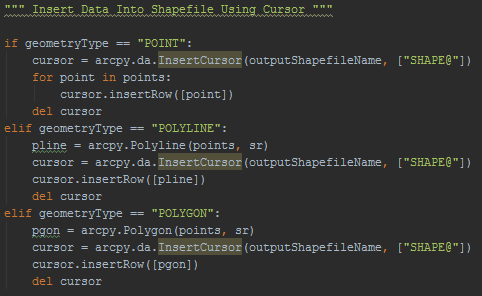 """ Insert Data Into Shapefile Using Cursor """
if geometryType == "POINT":
    cursor = arcpy.da.InsertCursor(outputShapefileName, ["SHAPE@"])
    for point in points:
        cursor.insertRow([point])
    del cursor
elif geometryType == "POLYLINE":
    pline = arcpy.Polyline(points, sr)
    cursor = arcpy.da.InsertCursor(outputShapefileName, ["SHAPE@"])
    cursor.insertRow([pline])
    del cursor
elif geometryType == "POLYGON":
    pgon = arcpy.Polygon(points, sr)
    cursor = arcpy.da.InsertCursor(outputShapefileName, ["SHAPE@"])
    cursor.insertRow([pgon])
    del cursor